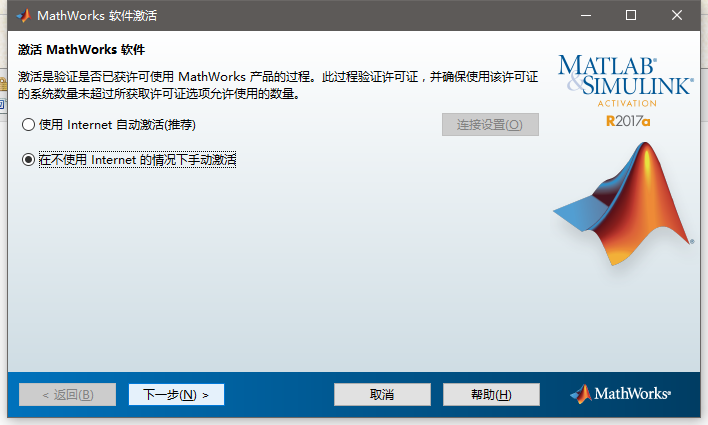 MathWorks 软件激活
激活 MathWorks 软件
激活是验证是否已获许可使用 MathWorks 产品的过程。此过程验证许可证，并确保使用该许可证
的系统数量未超过所获取许可证选项允许使用的数量。
使用 Internet 自动激活(推荐)
连接设置(O)
在不使用 Internet 的情况下手动激活
MATLAB®
&SIMULINK®
ACTIVATION
R2017a
®
< 返回(B)
下一步(N) >
取消
帮助(H)
MathWorks®